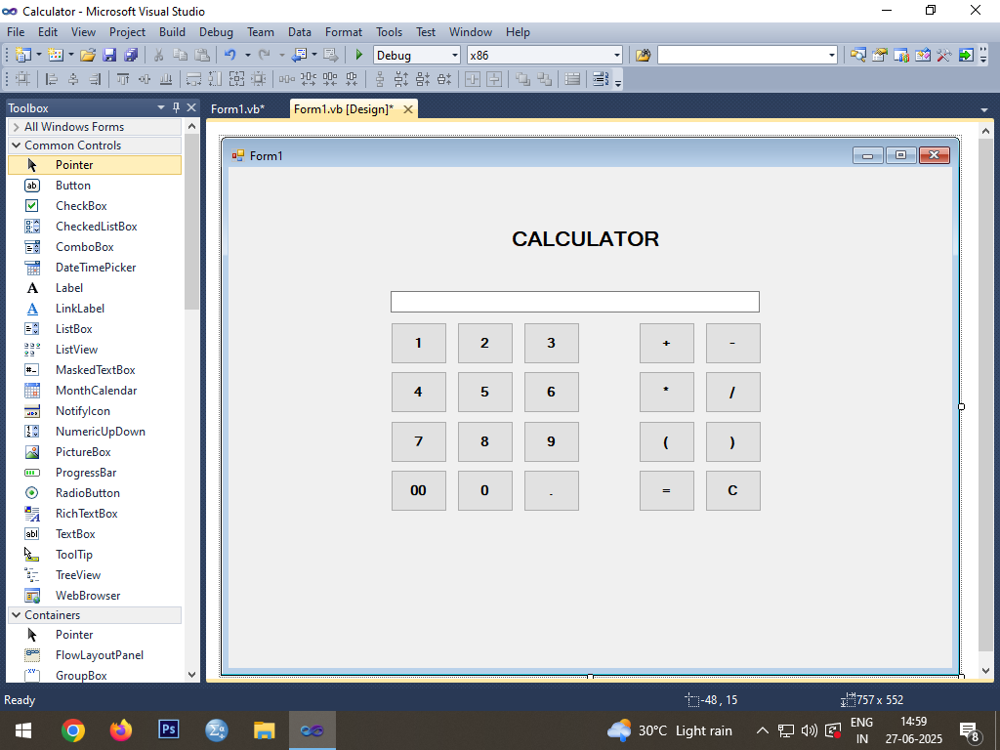 Calculator - Microsoft Visual Studio
File Edit View Project Build Debug Team Data Format Tools Test Window Help
Debug x86
Toolbox
Form1.vb* Form1.vb [Design]*
All Windows Forms
Common Controls
Pointer
Button
CheckBox
CheckedListBox
ComboBox
DateTimePicker
Label
LinkLabel
ListBox
ListView
MaskedTextBox
MonthCalendar
NotifyIcon
NumericUpDown
PictureBox
ProgressBar
RadioButton
RichTextBox
TextBox
ToolTip
TreeView
WebBrowser
Containers
Pointer
FlowLayoutPanel
GroupBox
Form1
CALCULATOR
1 2 3 + -
4 5 6 * /
7 8 9 ( )
00 0 . = C
Ready -48 , 15 757 x 552
Ps 30°C Light rain ENG
IN
14:59
27-06-2025
8